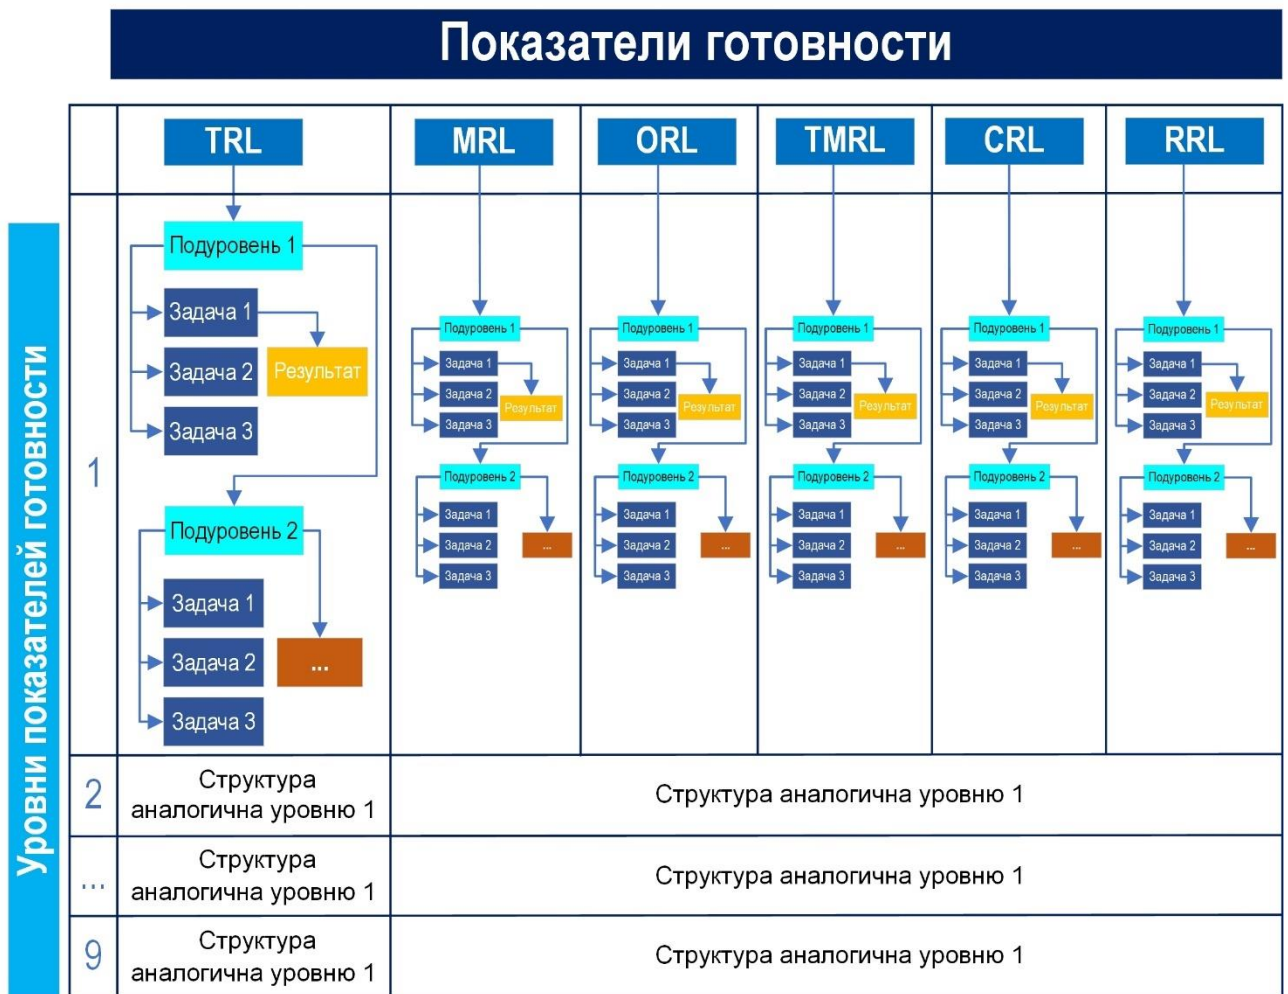 Показатели готовности
Уровни показателей готовности
TRL
MRL
ORL
TMRL
CRL
RRL
1
Подуровень 1
Задача 1
Задача 2
Результат
Задача 3
Подуровень 2
Задача 1
Задача 2
...
Задача 3
Подуровень 1
Задача 1
Задача 2
Результат
Задача 3
Подуровень 2
Задача 1
Задача 2
...
Задача 3
Подуровень 1
Задача 1
Задача 2
Результат
Задача 3
Подуровень 2
Задача 1
Задача 2
...
Задача 3
Подуровень 1
Задача 1
Задача 2
Результат
Задача 3
Подуровень 2
Задача 1
Задача 2
...
Задача 3
Подуровень 1
Задача 1
Задача 2
Результат
Задача 3
Подуровень 2
Задача 1
Задача 2
...
Задача 3
Подуровень 1
Задача 1
Задача 2
Результат
Задача 3
Подуровень 2
Задача 1
Задача 2
...
Задача 3
2
Структура
аналогична уровню 1
Структура аналогична уровню 1
...
Структура
аналогична уровню 1
Структура аналогична уровню 1
9
Структура
аналогична уровню 1
Структура аналогична уровню 1